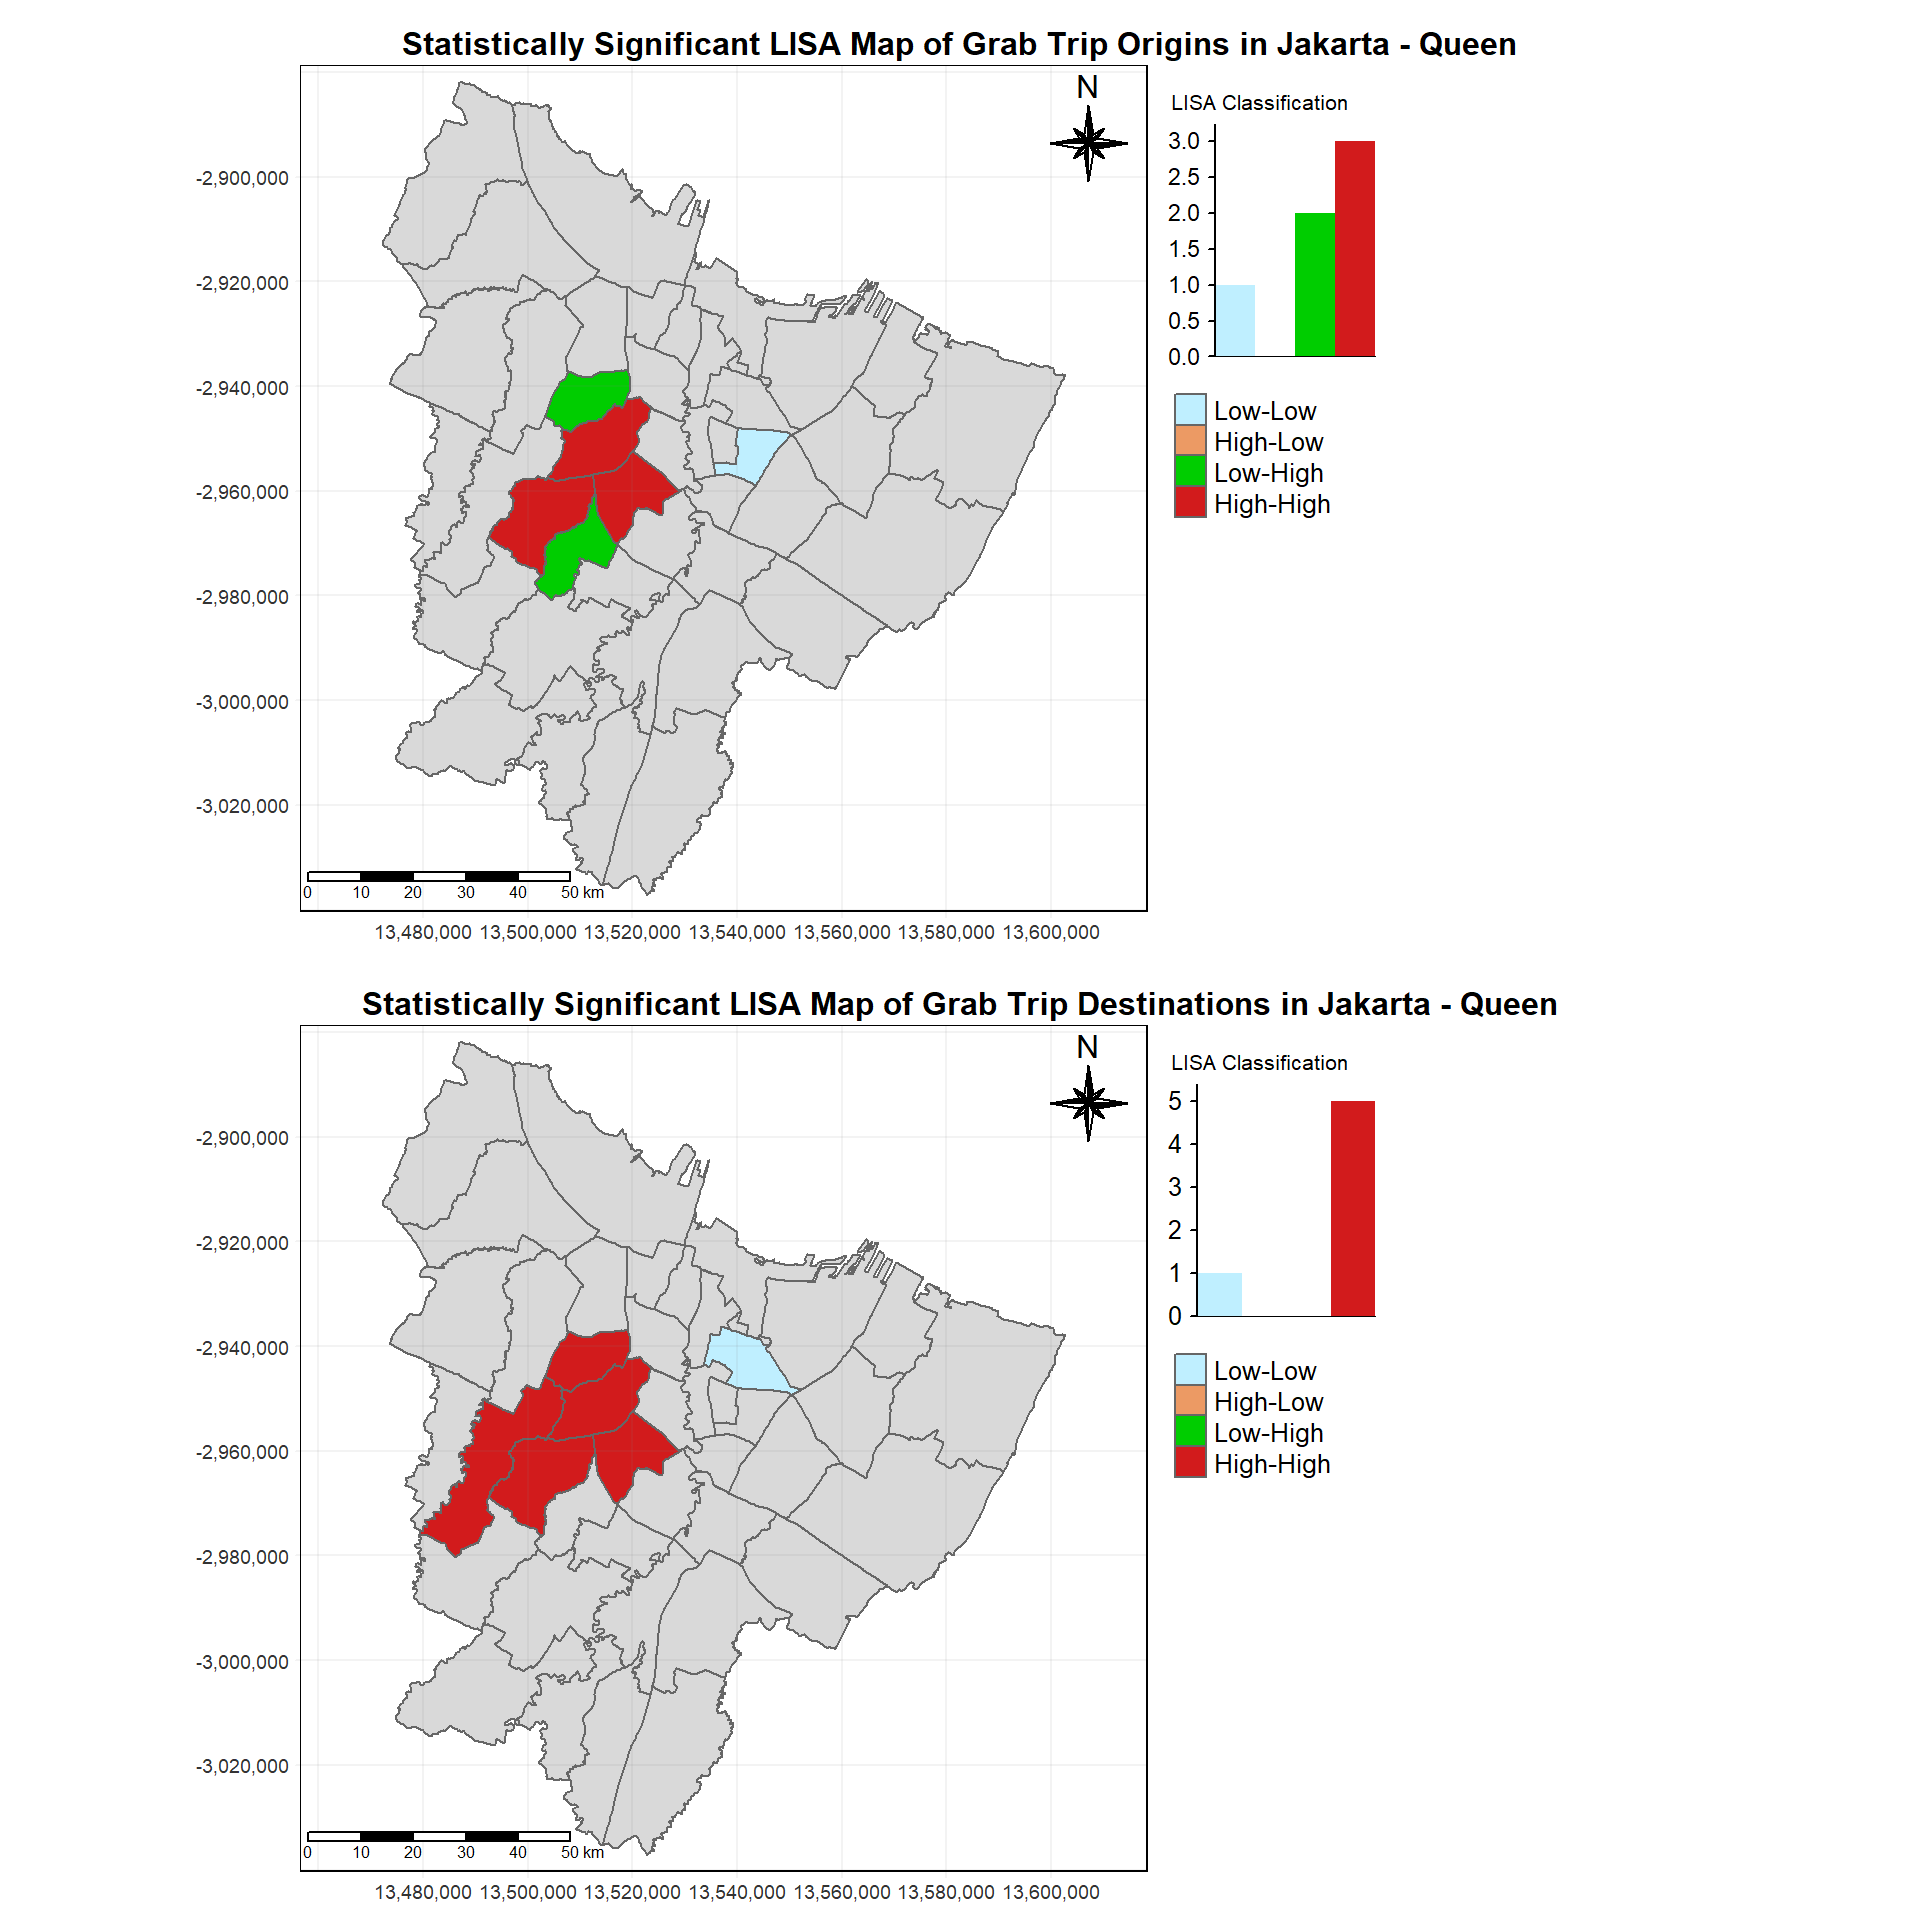 Statistically Significant LISA Map of Grab Trip Origins in Jakarta - Queen
N
LISA Classification
3.0
2.5
2.0
1.5
1.0
0.5
0.0
Low-Low
High-Low
Low-High
High-High
-2,900,000
-2,920,000
-2,940,000
-2,960,000
-2,980,000
-3,000,000
-3,020,000
0 10 20 30 40 50 km
13,480,000 13,500,000 13,520,000 13,540,000 13,560,000 13,580,000 13,600,000
Statistically Significant LISA Map of Grab Trip Destinations in Jakarta - Queen
N
LISA Classification
5
4
3
2
1
0
Low-Low
High-Low
Low-High
High-High
-2,900,000
-2,920,000
-2,940,000
-2,960,000
-2,980,000
-3,000,000
-3,020,000
0 10 20 30 40 50 km
13,480,000 13,500,000 13,520,000 13,540,000 13,560,000 13,580,000 13,600,000